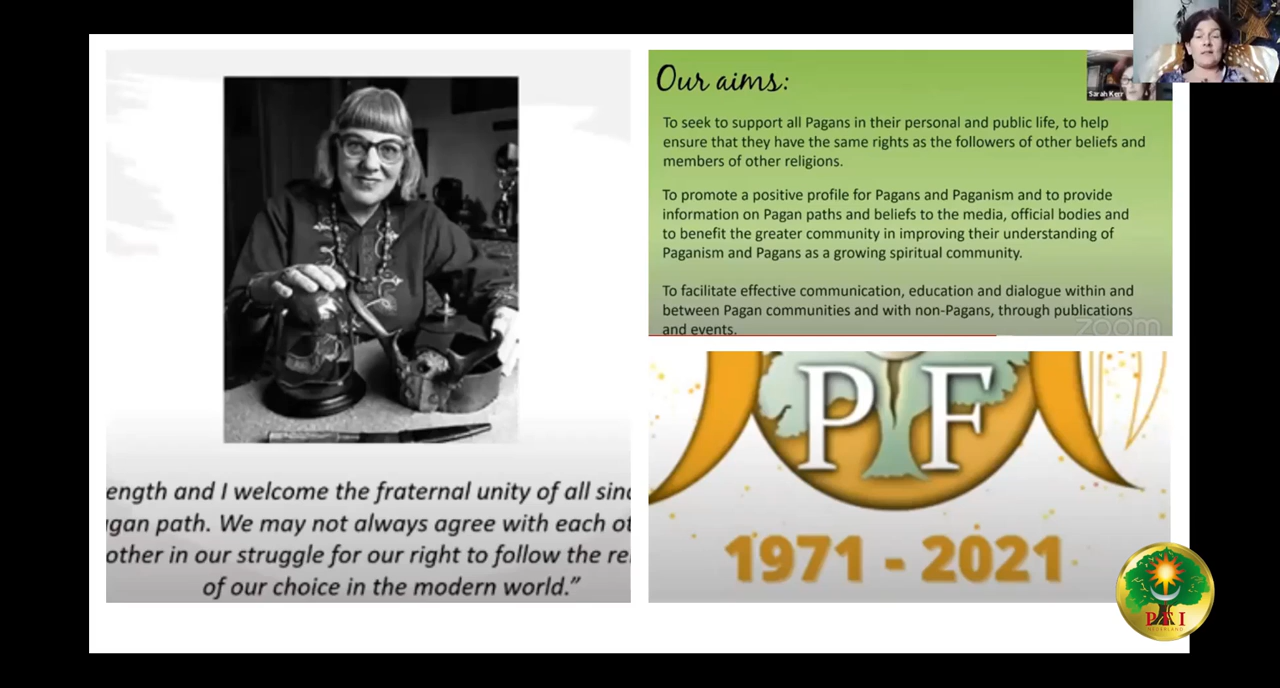 ength and I welcome the fraternal unity of all sinc
gan path. We may not always agree with each ot
other in our struggle for our right to follow the re
of our choice in the modern world.”
Our aims:
Sarah Kerr
To seek to support all Pagans in their personal and public life, to help
ensure that they have the same rights as the followers of other beliefs and
members of other religions.
To promote a positive profile for Pagans and Paganism and to provide
information on Pagan paths and beliefs to the media, official bodies and
to benefit the greater community in improving their understanding of
Paganism and Pagans as a growing spiritual community.
To facilitate effective communication, education and dialogue within and
between Pagan communities and with non-Pagans, through publications
and events.
zoom
PF
1971 - 2021
PFI
NEDERLAND